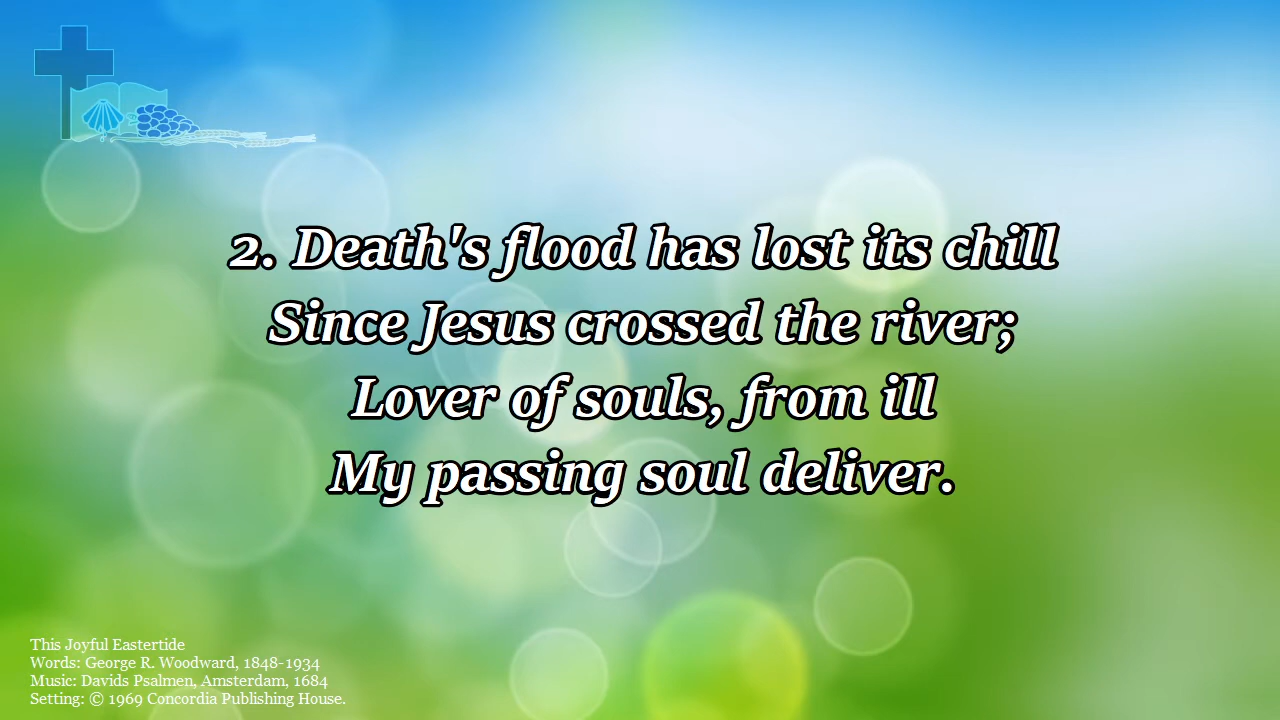 2. Death's flood has lost its chill
Since Jesus crossed the river;
Lover of souls, from ill
My passing soul deliver.
This Joyful Eastertide
Words: George R. Woodward, 1848-1934
Music: Davids Psalmen, Amsterdam, 1684
Setting: © 1969 Concordia Publishing House.